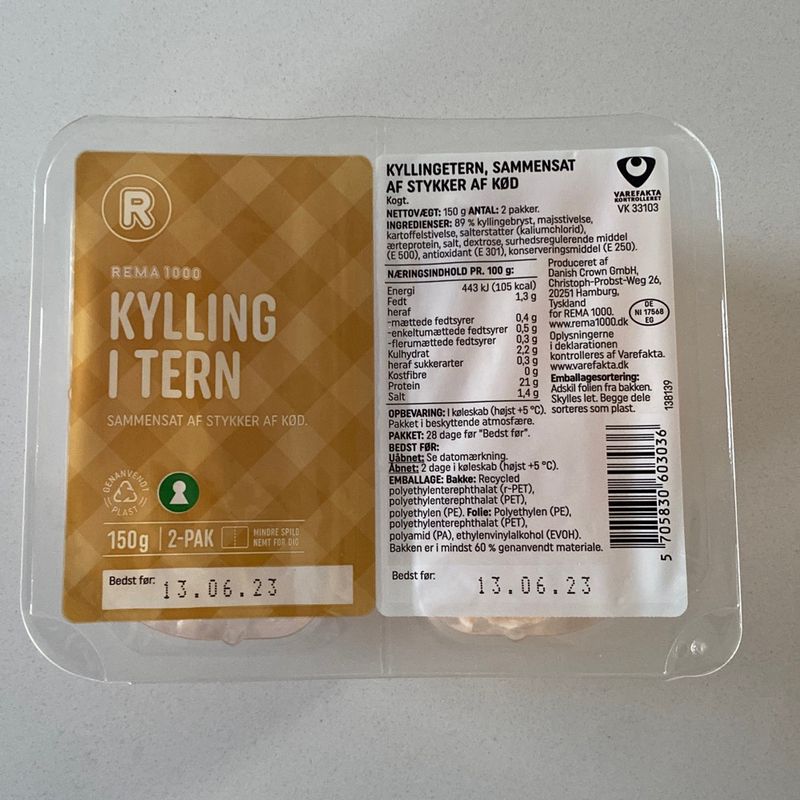 R
REMA 1000
KYLLING
I TERN
SAMMENSAT AF STYKKER AF KØD.
GENANVENDT
PLAST
150g 2-PAK MINDRE SPILD
NEMT FOR DIG
Bedst før: 13.06.23
KYLLINGETERN, SAMMENSAT
AF STYKKER AF KØD
Kogt.
NETTOVÆGT: 150 g ANTAL: 2 pakker.
INGREDIENSER: 89 % kyllingebryst, majsstivelse,
kartoffelstivelse, salterstatter (kaliumchlorid),
ærteprotein, salt, dextrose, surhedsregulerende middel
(E 500), antioxidant (E 301), konserveringsmiddel (E 250).
VAREFAKTA
KONTROLLERET
VK 33103
NÆRINGSINDHOLD PR. 100 g:
Energi 443 kJ (105 kcal)
Fedt 1,3 g
heraf
-mættede fedtsyrer 0,4 g
-enkeltumættede fedtsyrer 0,5 g
-flerumættede fedtsyrer 0,3 g
Kulhydrat 2,2 g
heraf sukkerarter 0,3 g
Kostfibre 0 g
Protein 21 g
Salt 1,4 g
Produceret af
Danish Crown GmbH,
Christoph-Probst-Weg 26,
20251 Hamburg,
Tyskland
for REMA 1000.
www.rema1000.dk
DE
NI 17568
EG
Oplysningerne
i deklarationen
kontrolleres af Varefakta.
www.varefakta.dk
Emballagesortering:
Adskil folien fra bakken.
Skylles let. Begge dele
sorteres som plast.
138139
OPBEVARING: I køleskab (højst +5 °C).
Pakket i beskyttende atmosfære.
PAKKET: 28 dage før "Bedst før".
BEDST FØR:
Uåbnet: Se datomærkning.
Åbnet: 2 dage i køleskab (højst +5 °C).
EMBALLAGE: Bakke: Recycled
polyethylenterephthalat (r-PET),
polyethylenterephthalat (PET),
polyethylen (PE). Folie: Polyethylen (PE),
polyethylenterephthalat (PET),
polyamid (PA), ethylenvinylalkohol (EVOH).
Bakken er i mindst 60 % genanvendt materiale.
5 705830 603036
Bedst før: 13.06.23